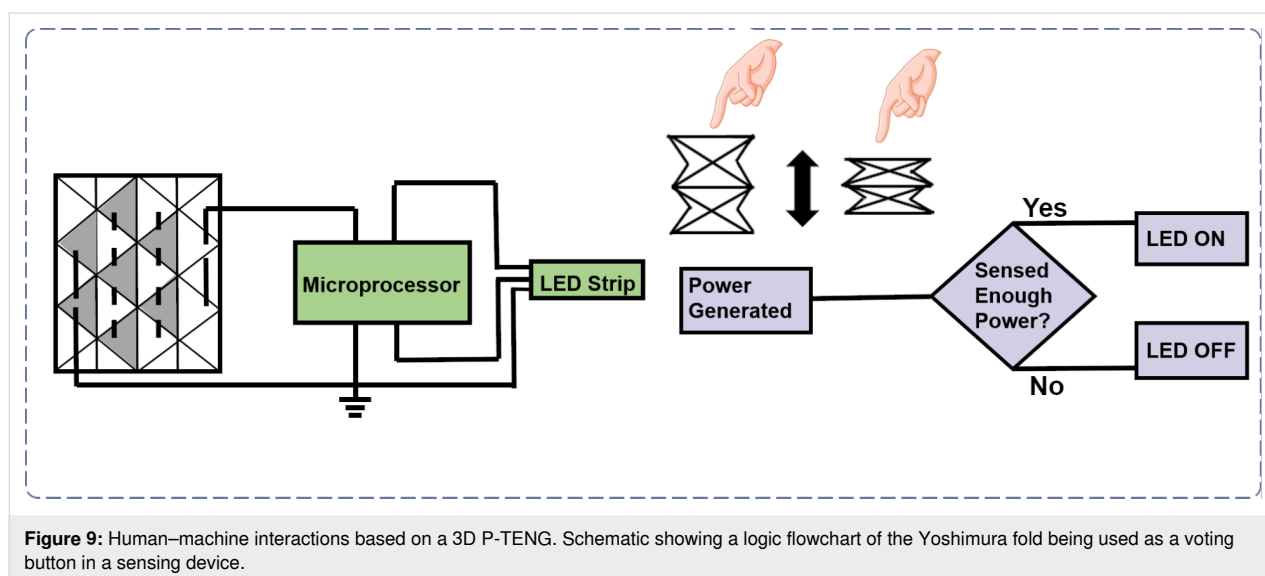 Microprocessor
LED Strip
Power
Generated
Sensed
Enough
Power?
Yes
LED ON
No
LED OFF
Figure 9: Human–machine interactions based on a 3D P-TENG. Schematic showing a logic flowchart of the Yoshimura fold being used as a voting
button in a sensing device.